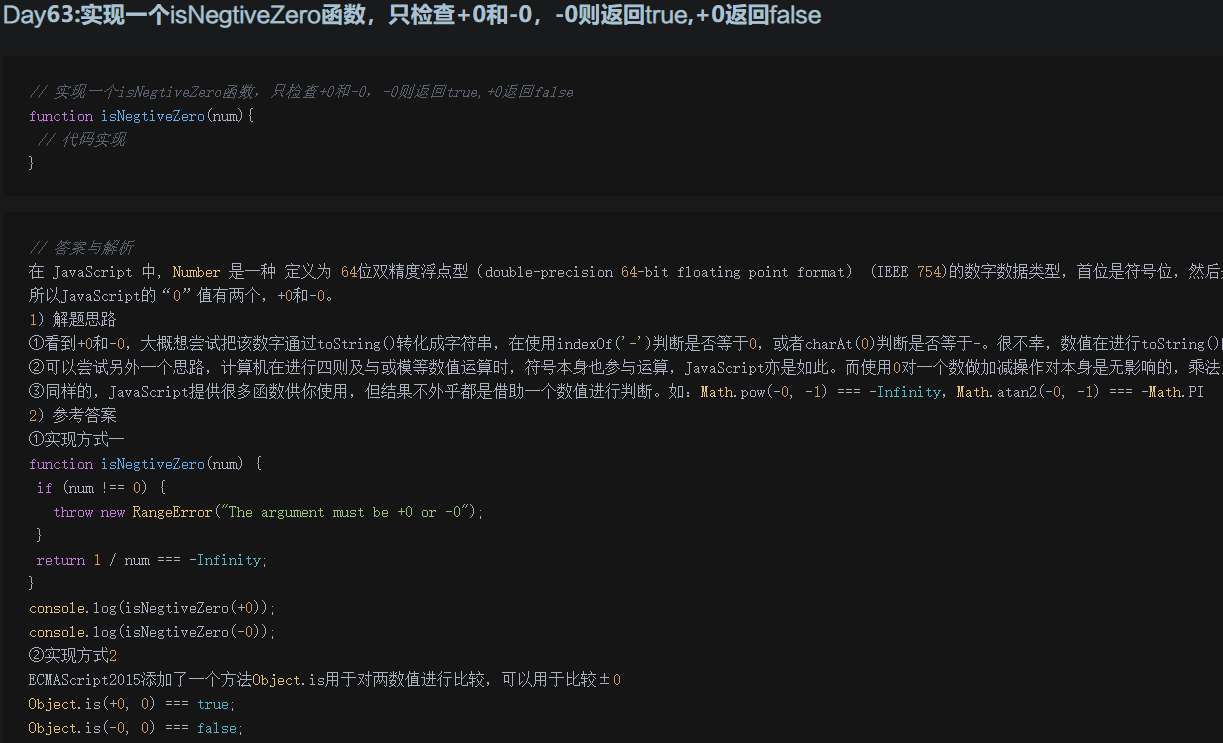 Day63:实现一个isNegtiveZero函数，只检查+0和-0，-0则返回true,+0返回false
// 实现一个isNegtiveZero函数，只检查+0和-0，-0则返回true,+0返回false
function isNegtiveZero(num){
// 代码实现
}
// 答案与解析
在 JavaScript 中, Number 是一种 定义为 64位双精度浮点型（double-precision 64-bit floating point format） (IEEE 754)的数字数据类型，首位是符号位，然后
所以JavaScript的“0”值有两个，+0和-0。
1）解题思路
①看到+0和-0，大概想尝试把该数字通过toString()转化成字符串，在使用indexOf('-')判断是否等于0，或者charAt(0)判断是否等于-。很不幸，数值在进行toString()
②可以尝试另外一个思路，计算机在进行四则及与或模等数值运算时，符号本身也参与运算，JavaScript亦是如此。而使用0对一个数做加减操作对本身是无影响的，乘法
③同样的，JavaScript提供很多函数供你使用，但结果不外乎都是借助一个数值进行判断。如：Math.pow(-0, -1) === -Infinity，Math.atan2(-0, -1) === -Math.PI
2）参考答案
①实现方式一
function isNegtiveZero(num) {
if (num !== 0) {
throw new RangeError("The argument must be +0 or -0");
}
return 1 / num === -Infinity;
}
console.log(isNegtiveZero(+0));
console.log(isNegtiveZero(-0));
②实现方式2
ECMAScript2015添加了一个方法Object.is用于对两数值进行比较，可以用于比较±0
Object.is(+0, 0) === true;
Object.is(-0, 0) === false;